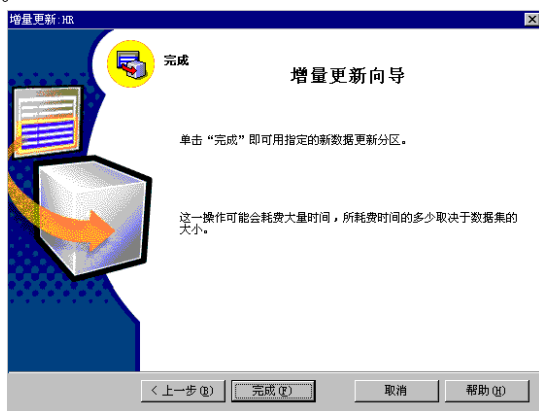 增量更新:HR
完成
增量更新向导
单击“完成”即可用指定的新数据更新分区。
这一操作可能会耗费大量时间，所耗费时间的多少取决于数据集的
大小。
< 上一步(B) 完成(F) 取消 帮助(H)